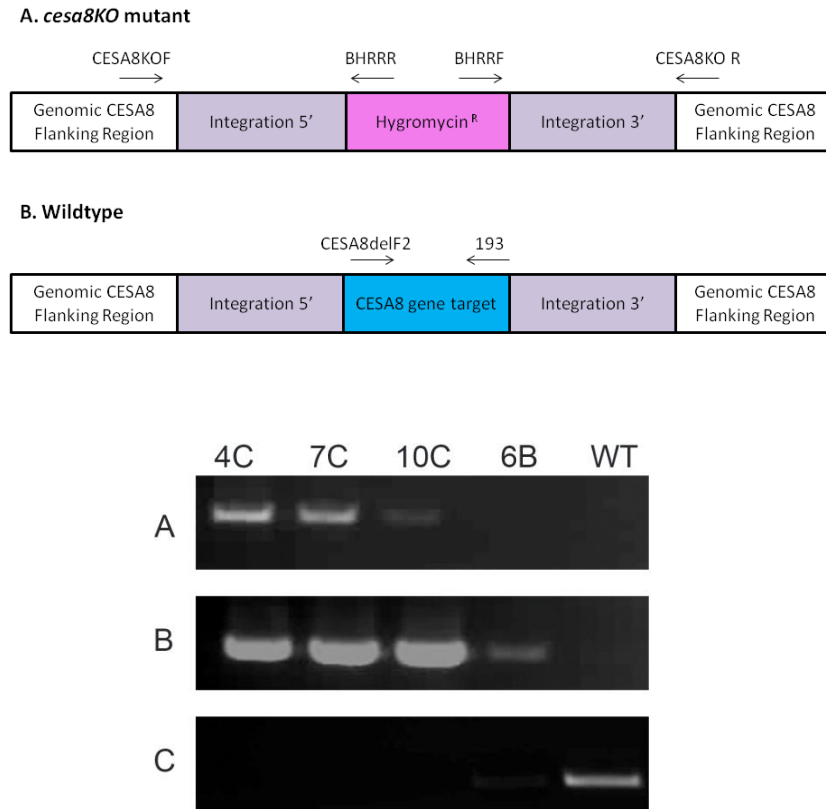 A. cesa8KO mutant
CESA8KOF BHRRR BHRRF CESA8KO R
Genomic CESA8 Flanking Region
Integration 5’
Hygromycin R
Integration 3’
Genomic CESA8 Flanking Region
B. Wildtype
CESA8delF2 193
Genomic CESA8 Flanking Region
Integration 5’
CESA8 gene target
Integration 3’
Genomic CESA8 Flanking Region
4C 7C 10C 6B WT
A
B
C